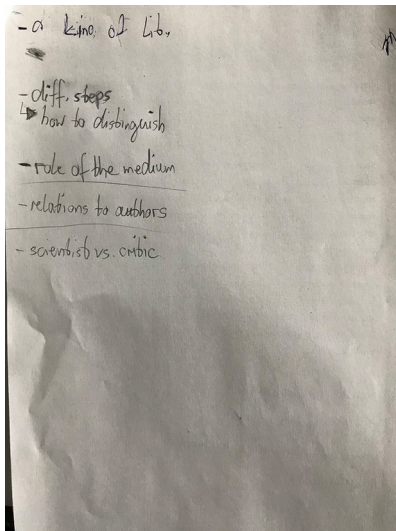 - a kind of Lit.
- diff. steps
↳ how to distinguish
- role of the medium
- relations to authors
- scientist vs. critic